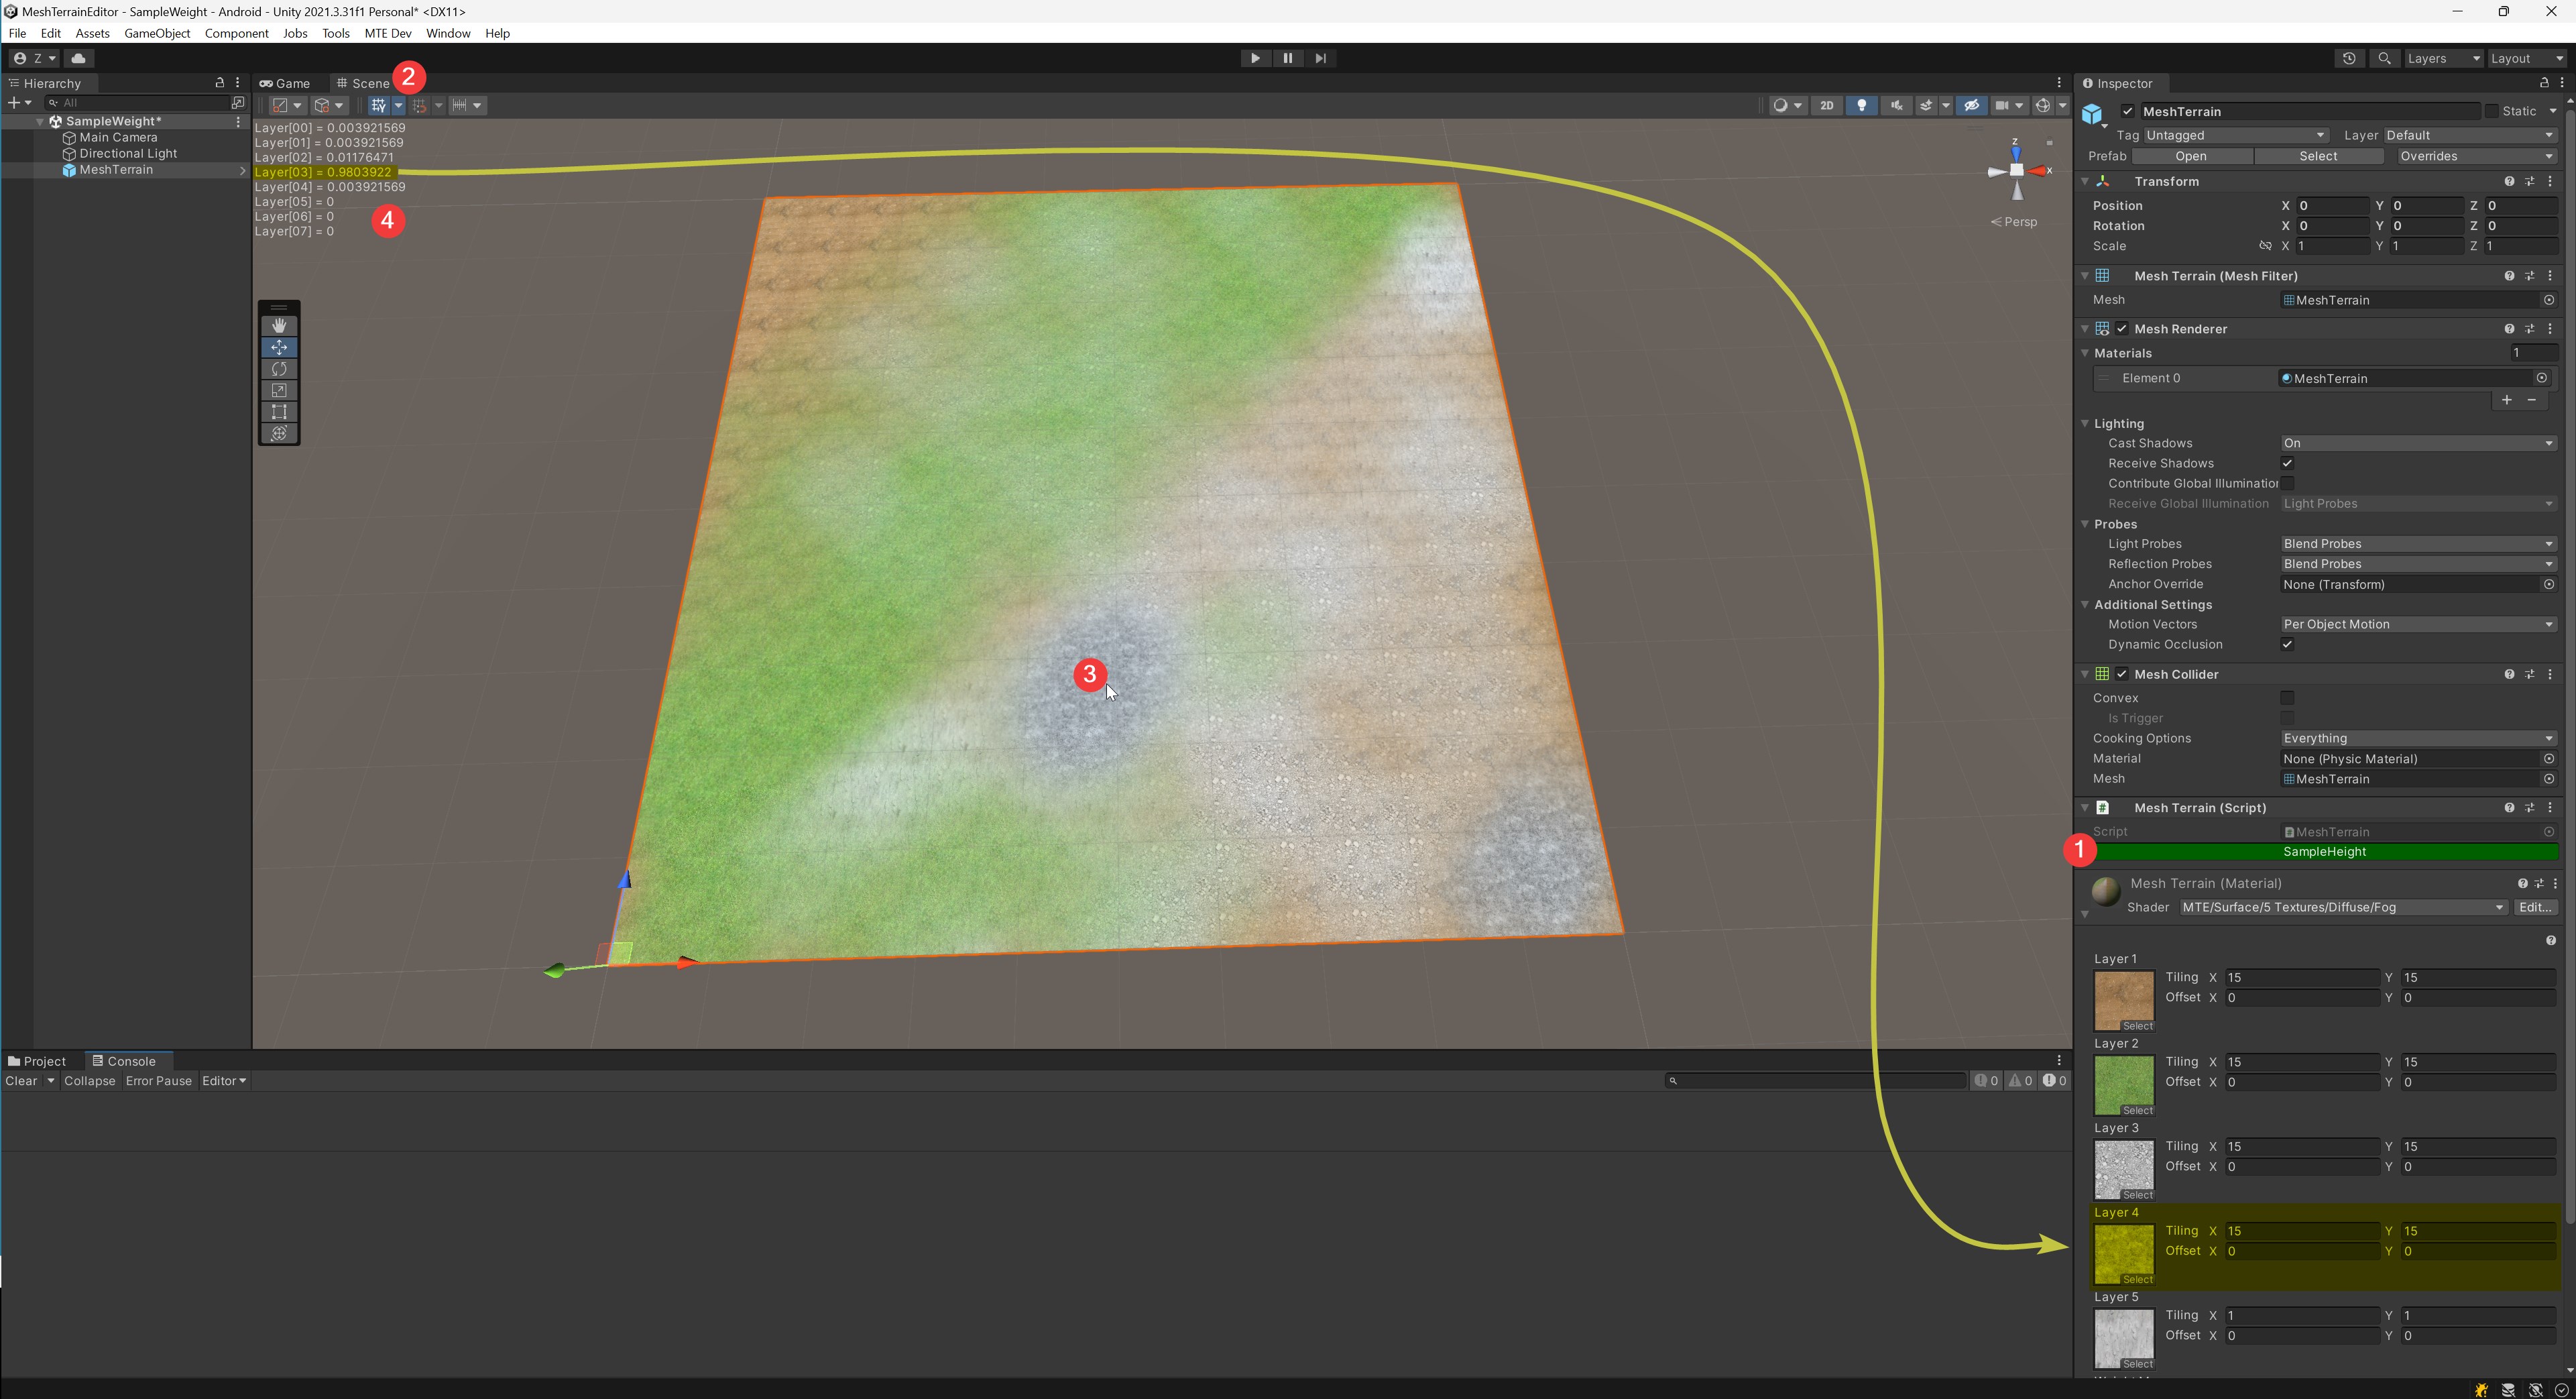 MeshTerrainEditor - SampleWeight - Android - Unity 2021.3.31f1 Personal* <DX11>
File Edit Assets GameObject Component Jobs Tools MTE Dev Window Help
Z Layers Layout
Hierarchy
All
SampleWeight*
Main Camera
Directional Light
MeshTerrain
Game Scene 2
2D
Layer[00] = 0.003921569
Layer[01] = 0.003921569
Layer[02] = 0.01176471
Layer[03] = 0.9803922
Layer[04] = 0.003921569
Layer[05] = 0
Layer[06] = 0
Layer[07] = 0
4
z
x
Persp
3
Project Console
Clear Collapse Error Pause Editor
0 0 0
Inspector
MeshTerrain Static
Tag Untagged Layer Default
Prefab Open Select Overrides
Transform
Position X 0 Y 0 Z 0
Rotation X 0 Y 0 Z 0
Scale X 1 Y 1 Z 1
Mesh Terrain (Mesh Filter)
Mesh MeshTerrain
Mesh Renderer
Materials 1
Element 0 MeshTerrain
Lighting
Cast Shadows On
Receive Shadows
Contribute Global Illumination
Receive Global Illumination Light Probes
Probes
Light Probes Blend Probes
Reflection Probes Blend Probes
Anchor Override None (Transform)
Additional Settings
Motion Vectors Per Object Motion
Dynamic Occlusion
Mesh Collider
Convex
Is Trigger
Cooking Options Everything
Material None (Physic Material)
Mesh MeshTerrain
Mesh Terrain (Script)
Script MeshTerrain
1 SampleHeight
Mesh Terrain (Material)
Shader MTE/Surface/5 Textures/Diffuse/Fog Edit...
Layer 1
Tiling X 15 Y 15
Offset X 0 Y 0
Select
Layer 2
Tiling X 15 Y 15
Offset X 0 Y 0
Select
Layer 3
Tiling X 15 Y 15
Offset X 0 Y 0
Select
Layer 4
Tiling X 15 Y 15
Offset X 0 Y 0
Select
Layer 5
Tiling X 1 Y 1
Offset X 0 Y 0
Select